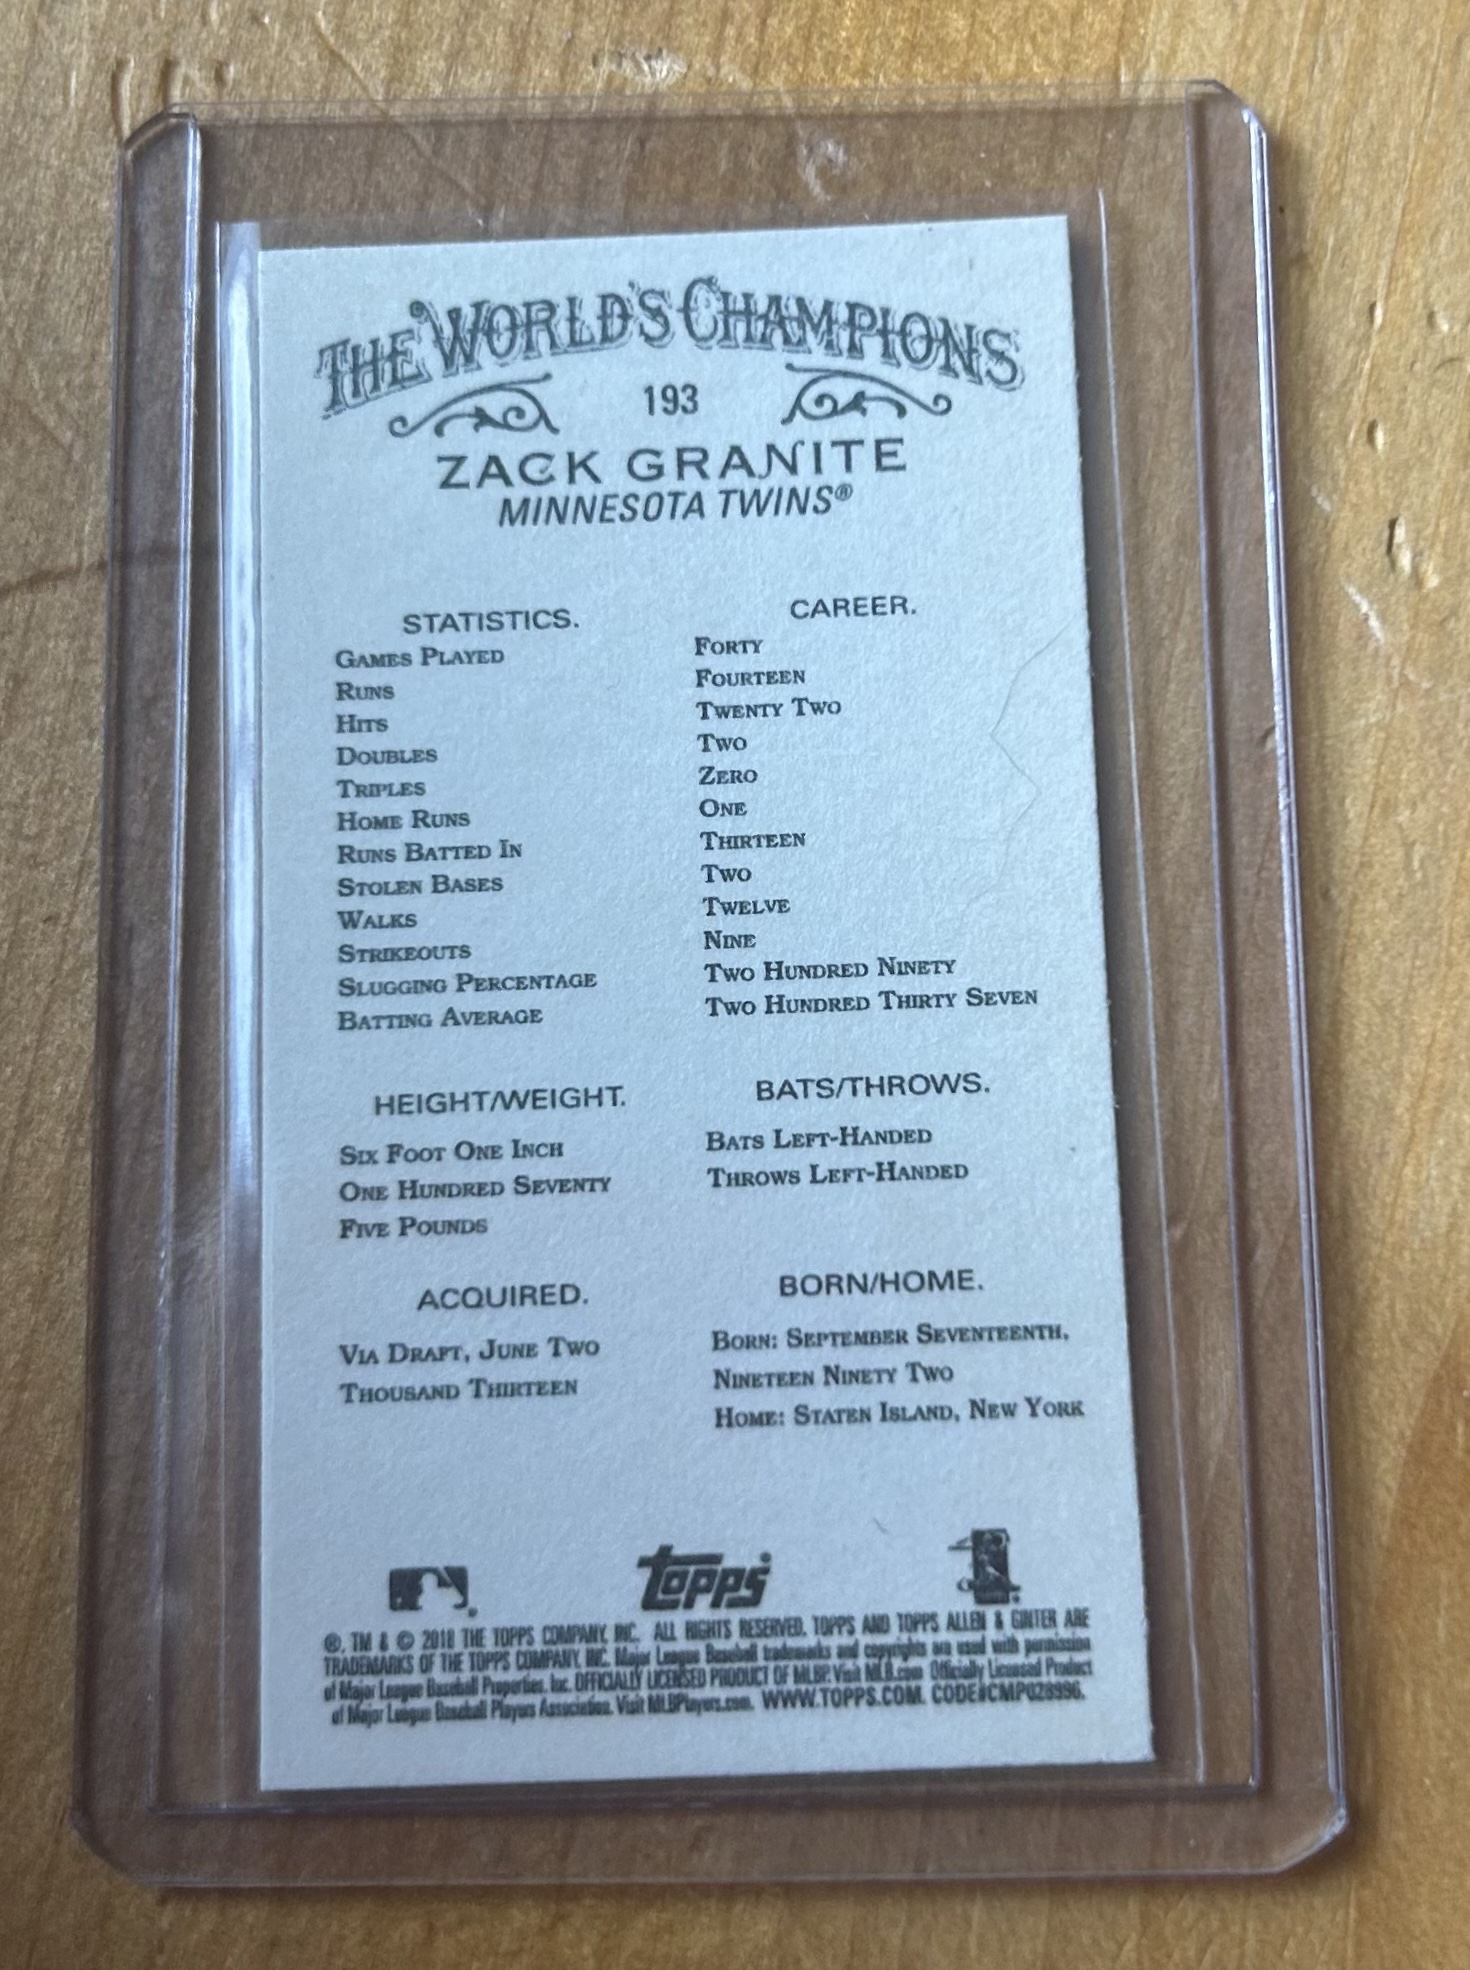 THE WORLD'S CHAMPIONS
193
ZACK GRANITE
MINNESOTA TWINS®
STATISTICS. CAREER.
GAMES PLAYED FORTY
RUNS FOURTEEN
HITS TWENTY TWO
DOUBLES TWO
TRIPLES ZERO
HOME RUNS ONE
RUNS BATTED IN THIRTEEN
STOLEN BASES TWO
WALKS TWELVE
STRIKEOUTS NINE
SLUGGING PERCENTAGE TWO HUNDRED NINETY
BATTING AVERAGE TWO HUNDRED THIRTY SEVEN
HEIGHT/WEIGHT.
SIX FOOT ONE INCH
ONE HUNDRED SEVENTY
FIVE POUNDS
BATS/THROWS.
BATS LEFT-HANDED
THROWS LEFT-HANDED
ACQUIRED.
VIA DRAFT, JUNE TWO
THOUSAND THIRTEEN
BORN/HOME.
BORN: SEPTEMBER SEVENTEENTH,
NINETEEN NINETY TWO
HOME: STATEN ISLAND, NEW YORK
topps
®, TM & © 2018 THE TOPPS COMPANY, INC. ALL RIGHTS RESERVED. TOPPS AND TOPPS ALLEN & GINTER ARE
TRADEMARKS OF THE TOPPS COMPANY, INC. Major League Baseball trademarks and copyrights are used with permission
of Major League Baseball Properties, Inc. OFFICIALLY LICENSED PRODUCT OF MLBP. Visit MLB.com Officially Licensed Product
of Major League Baseball Players Association. Visit MLBPlayers.com. WWW.TOPPS.COM. CODE#CMP028996.